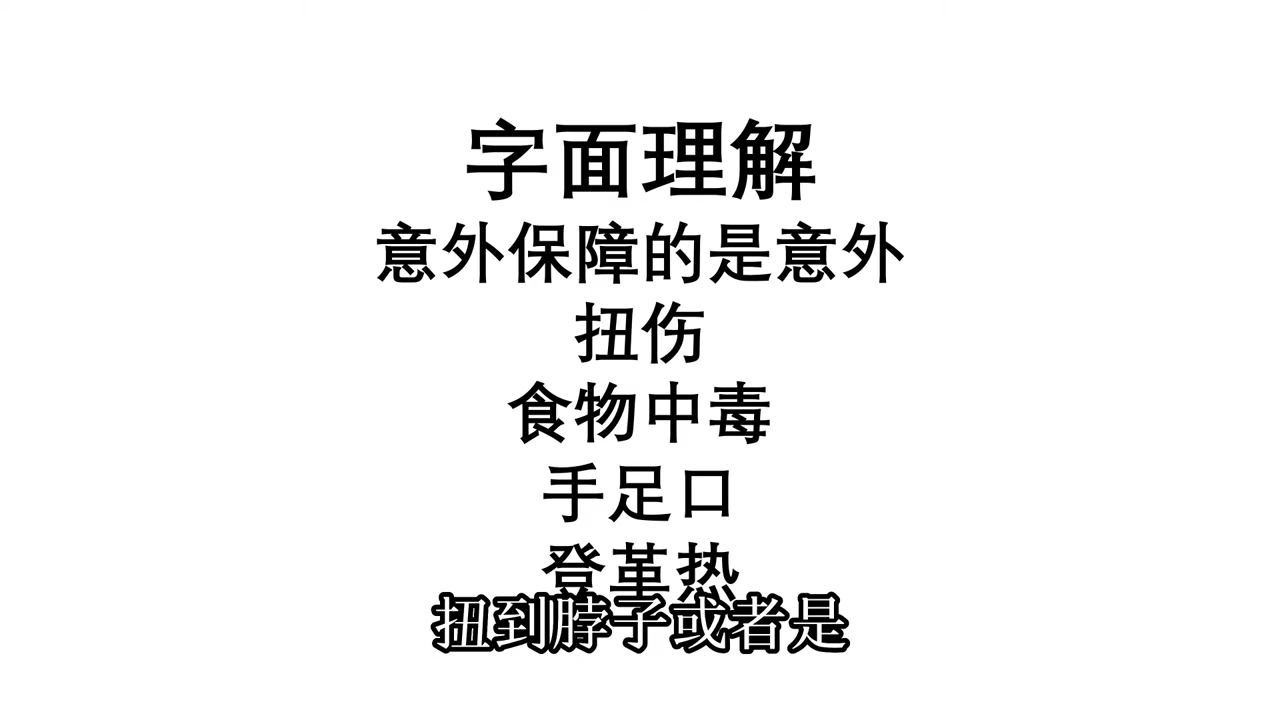 字面理解
意外保障的是意外
扭伤
食物中毒
手足口
登革热
扭到脖子或者是